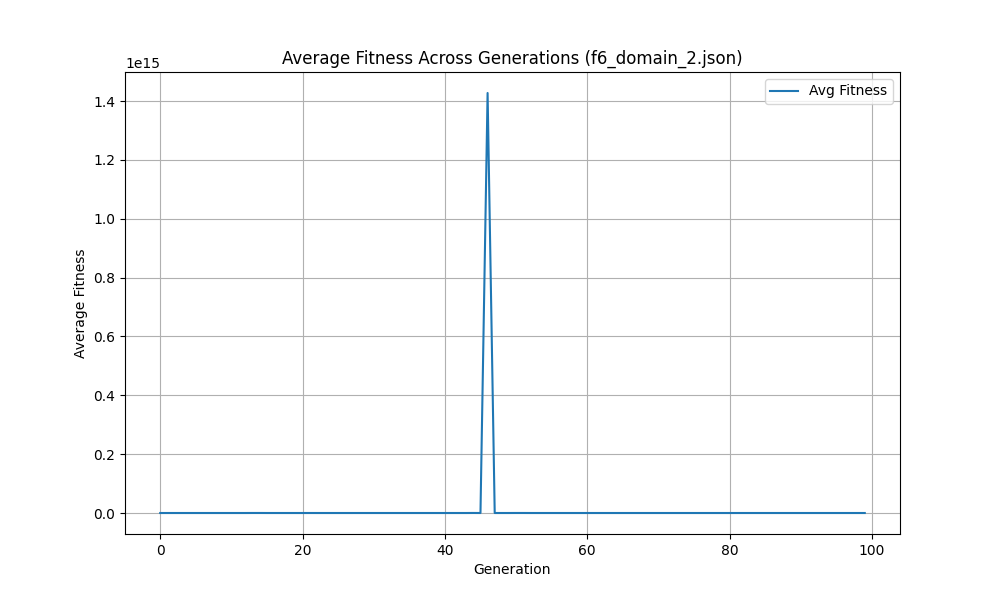 Average Fitness Across Generations (f6_domain_2.json)
1e15
Avg Fitness
1.4
1.2
1.0
0.8
0.6
0.4
0.2
0.0
Average Fitness
0 20 40 60 80 100
Generation